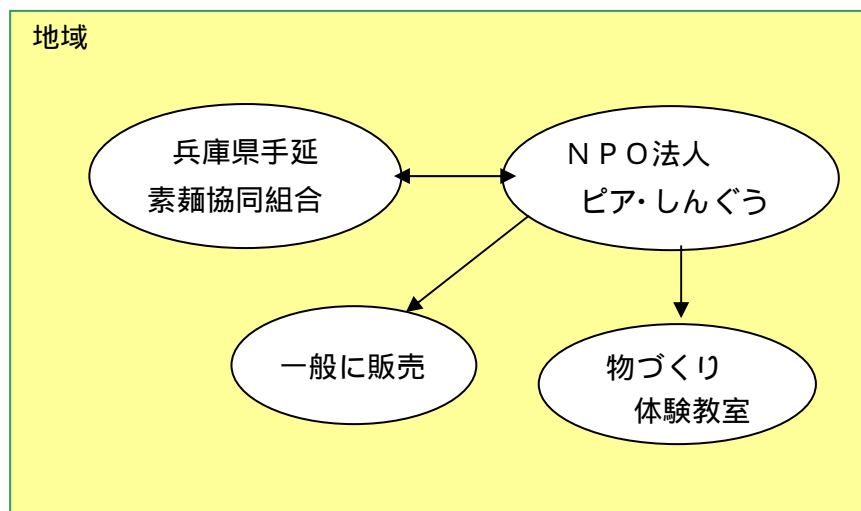 地域
兵庫県手延
素麺協同組合
NPO法人
ピア・しんぐう
一般に販売
物づくり
体験教室